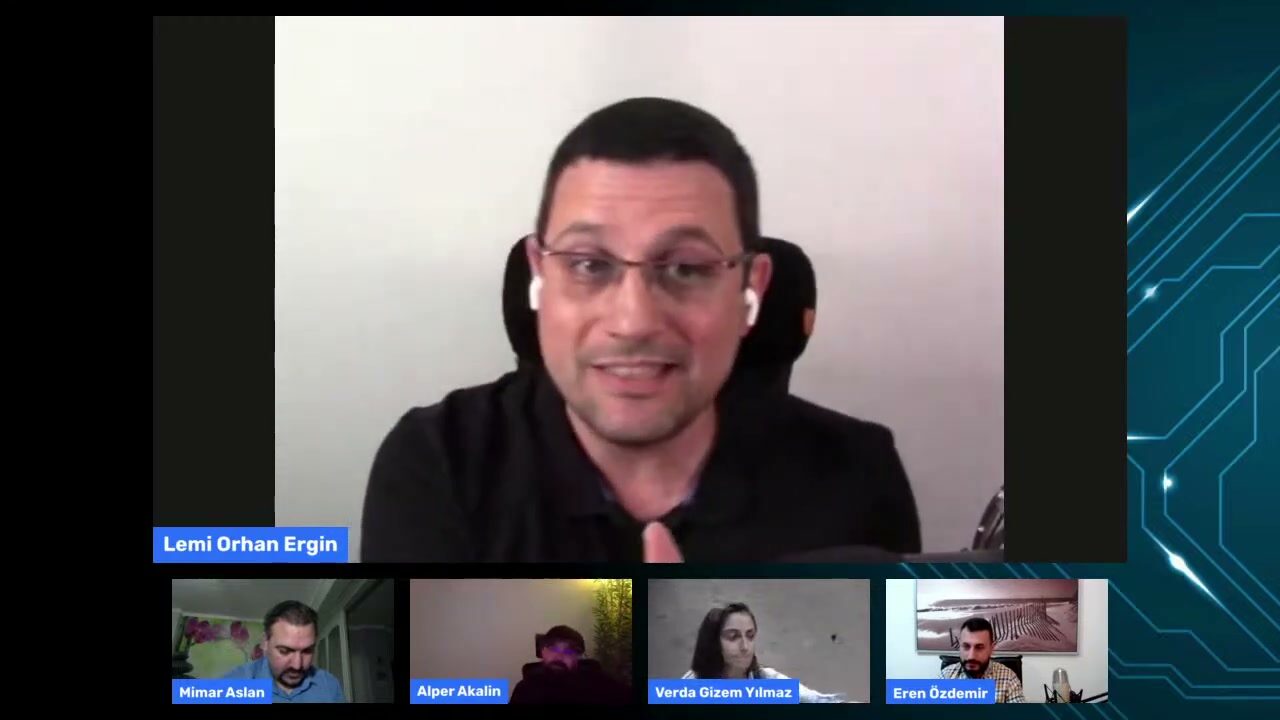 Lemi Orhan Ergin
Mimar Aslan
Alper Akalin
Verda Gizem Yılmaz
Eren Özdemir